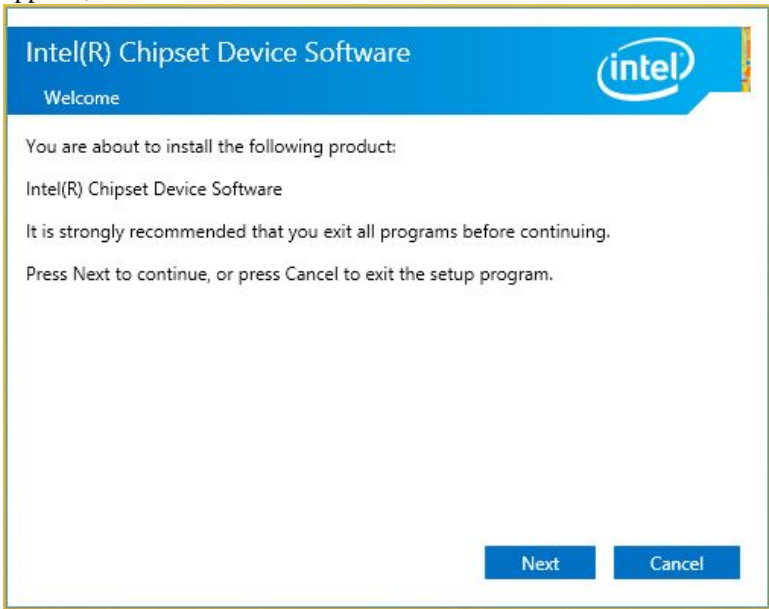 Intel(R) Chipset Device Software
intel
Welcome
You are about to install the following product:
Intel(R) Chipset Device Software
It is strongly recommended that you exit all programs before continuing.
Press Next to continue, or press Cancel to exit the setup program.
Next Cancel